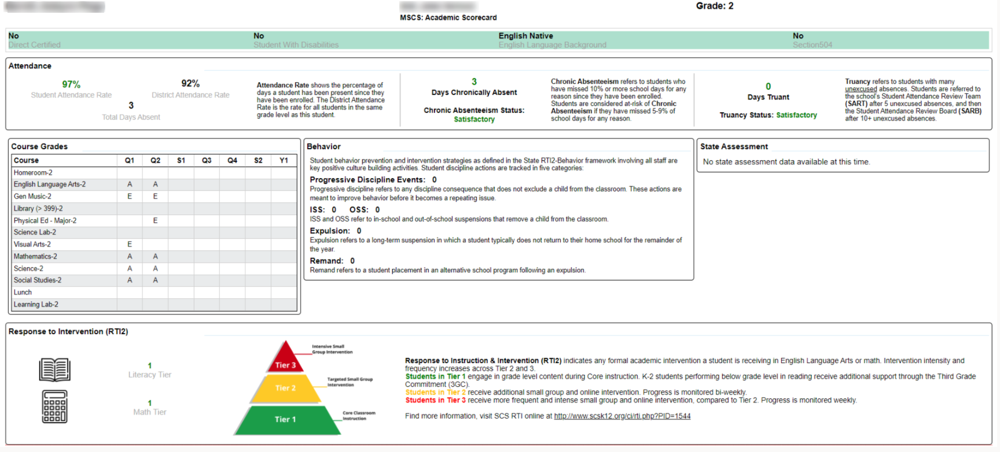 Grade: 2
MSCS: Academic Scorecard
No
Direct Certified
No
Student With Disabilities
English Native
English Language Background
No
Section504
Attendance
97%
Student Attendance Rate
92%
District Attendance Rate
3
Total Days Absent
Attendance Rate shows the percentage of
days a student has been present since they
have been enrolled. The District Attendance
Rate is the rate for all students in the same
grade level as this student.
3
Days Chronically Absent
Chronic Absenteeism Status:
Satisfactory
Chronic Absenteeism refers to students who
have missed 10% or more school days for any
reason since they have been enrolled.
Students are considered at-risk of Chronic
Absenteeism if they have missed 5-9% of
school days for any reason.
0
Days Truant
Truancy Status: Satisfactory
Truancy refers to students with many
unexcused absences. Students are referred to
the school's Student Attendance Review Team
(SART) after 5 unexcused absences, and then
the Student Attendance Review Board (SARB)
after 10+ unexcused absences.
Course Grades
Course Q1 Q2 S1 Q3 Q4 S2 Y1
Homeroom-2
English Language Arts-2 A A
Gen Music-2 E E
Library (> 399)-2
Physical Ed - Major-2 E
Science Lab-2
Visual Arts-2 E
Mathematics-2 A A
Science-2 A A
Social Studies-2 A A
Lunch
Learning Lab-2
Behavior
Student behavior prevention and intervention strategies as defined in the State RTI2-Behavior framework involving all staff are
key positive culture building activities. Student discipline actions are tracked in five categories:
Progressive Discipline Events: 0
Progressive discipline refers to any discipline consequence that does not exclude a child from the classroom. These actions are
meant to improve behavior before it becomes a repeating issue.
ISS: 0 OSS: 0
ISS and OSS refer to in-school and out-of-school suspensions that remove a child from the classroom.
Expulsion: 0
Expulsion refers to a long-term suspension in which a student typically does not return to their home school for the remainder of
the year.
Remand: 0
Remand refers to a student placement in an alternative school program following an expulsion.
State Assessment
No state assessment data available at this time.
Response to Intervention (RTI2)
1
Literacy Tier
1
Math Tier
Tier 3
Intensive Small
Group Intervention
Tier 2
Targeted Small Group
Intervention
Tier 1
Core Classroom
Instruction
Response to Instruction & Intervention (RTI2) indicates any formal academic intervention a student is receiving in English Language Arts or math. Intervention intensity and
frequency increases across Tier 2 and 3.
Students in Tier 1 engage in grade level content during Core instruction. K-2 students performing below grade level in reading receive additional support through the Third Grade
Commitment (3GC).
Students in Tier 2 receive additional small group and online intervention. Progress is monitored bi-weekly.
Students in Tier 3 receive more frequent and intense small group and online intervention, compared to Tier 2. Progress is monitored weekly.
Find more information, visit SCS RTI online at http://www.scsk12.org/ci/rti.php?PID=1544